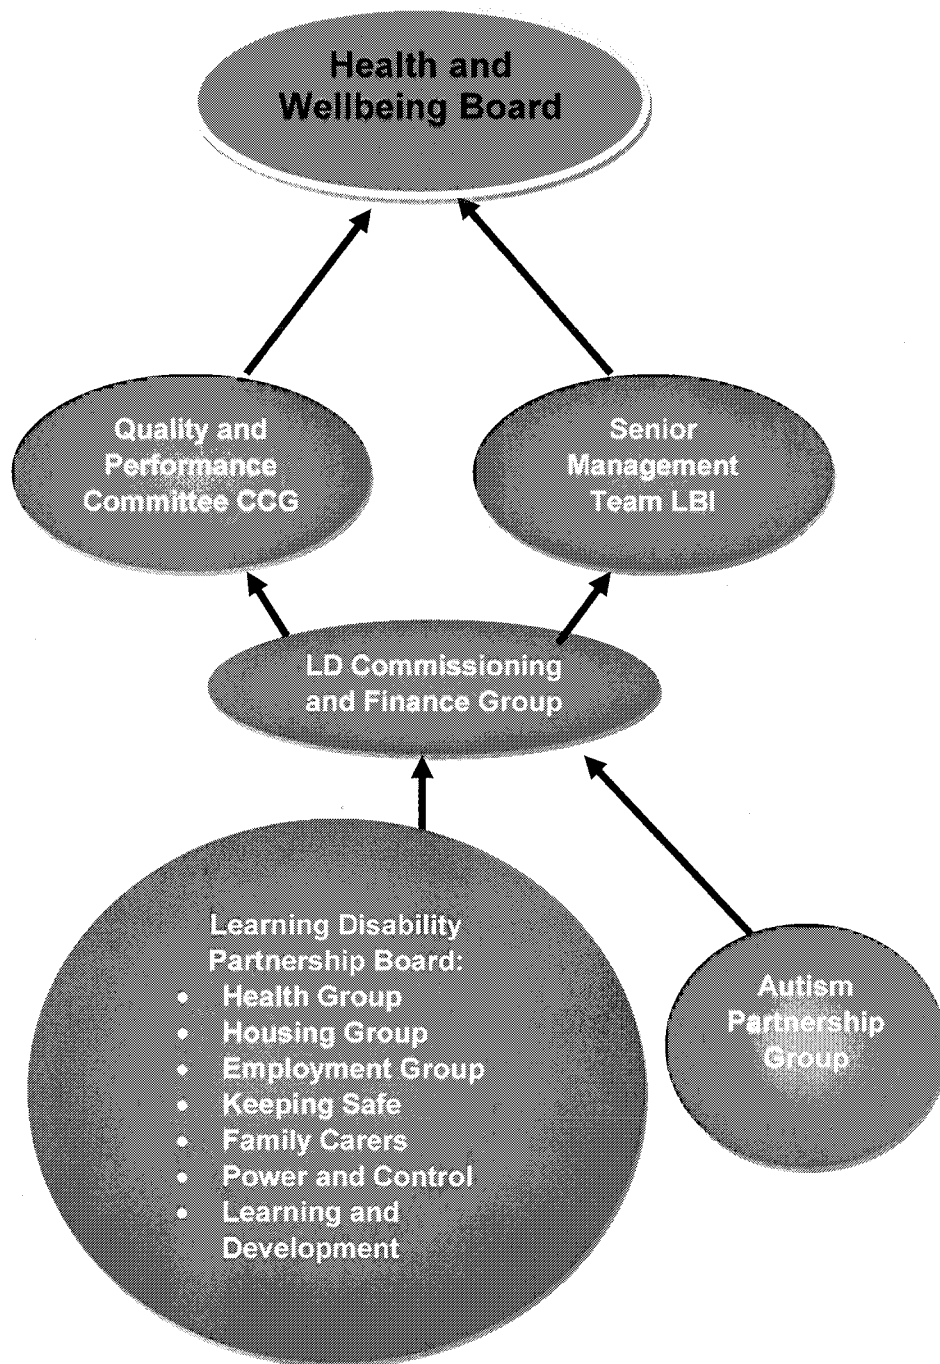 Health and
Wellbeing Board
Quality and
Performance
Committee CCG
Senior
Management
Team LBI
LD Commissioning
and Finance Group
Learning Disability
Partnership Board:
• Health Group
• Housing Group
• Employment Group
• Keeping Safe
• Family Carers
• Power and Control
• Learning and
Development
Autism
Partnership
Group